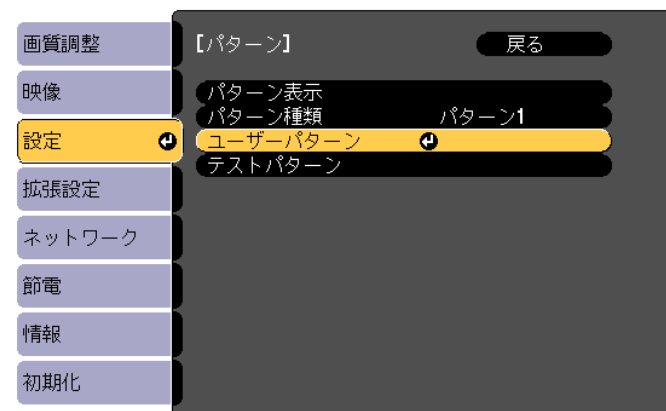 画質調整
映像
設定
拡張設定
ネットワーク
節電
情報
初期化
【パターン】 戻る
パターン表示
パターン種類 パターン1
ユーザーパターン
テストパターン